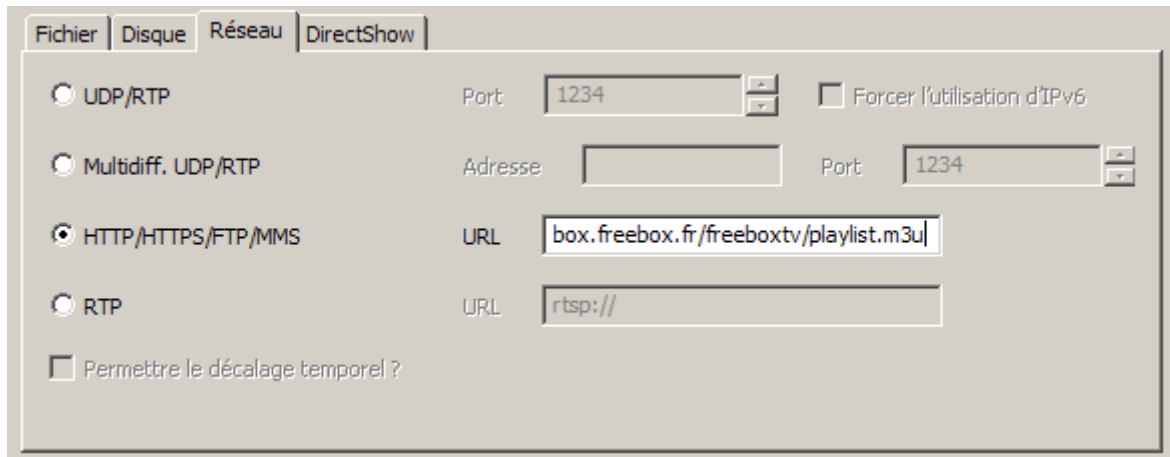 Fichier Disque Réseau DirectShow
UDP/RTP Port 1234 Forcer l'utilisation d'IPv6
Multidiff. UDP/RTP Adresse Port 1234
HTTP/HTTPS/FTP/MMS URL box.freebox.fr/freeboxtv/playlist.m3u
RTP URL rtsp://
Permettre le décalage temporel ?